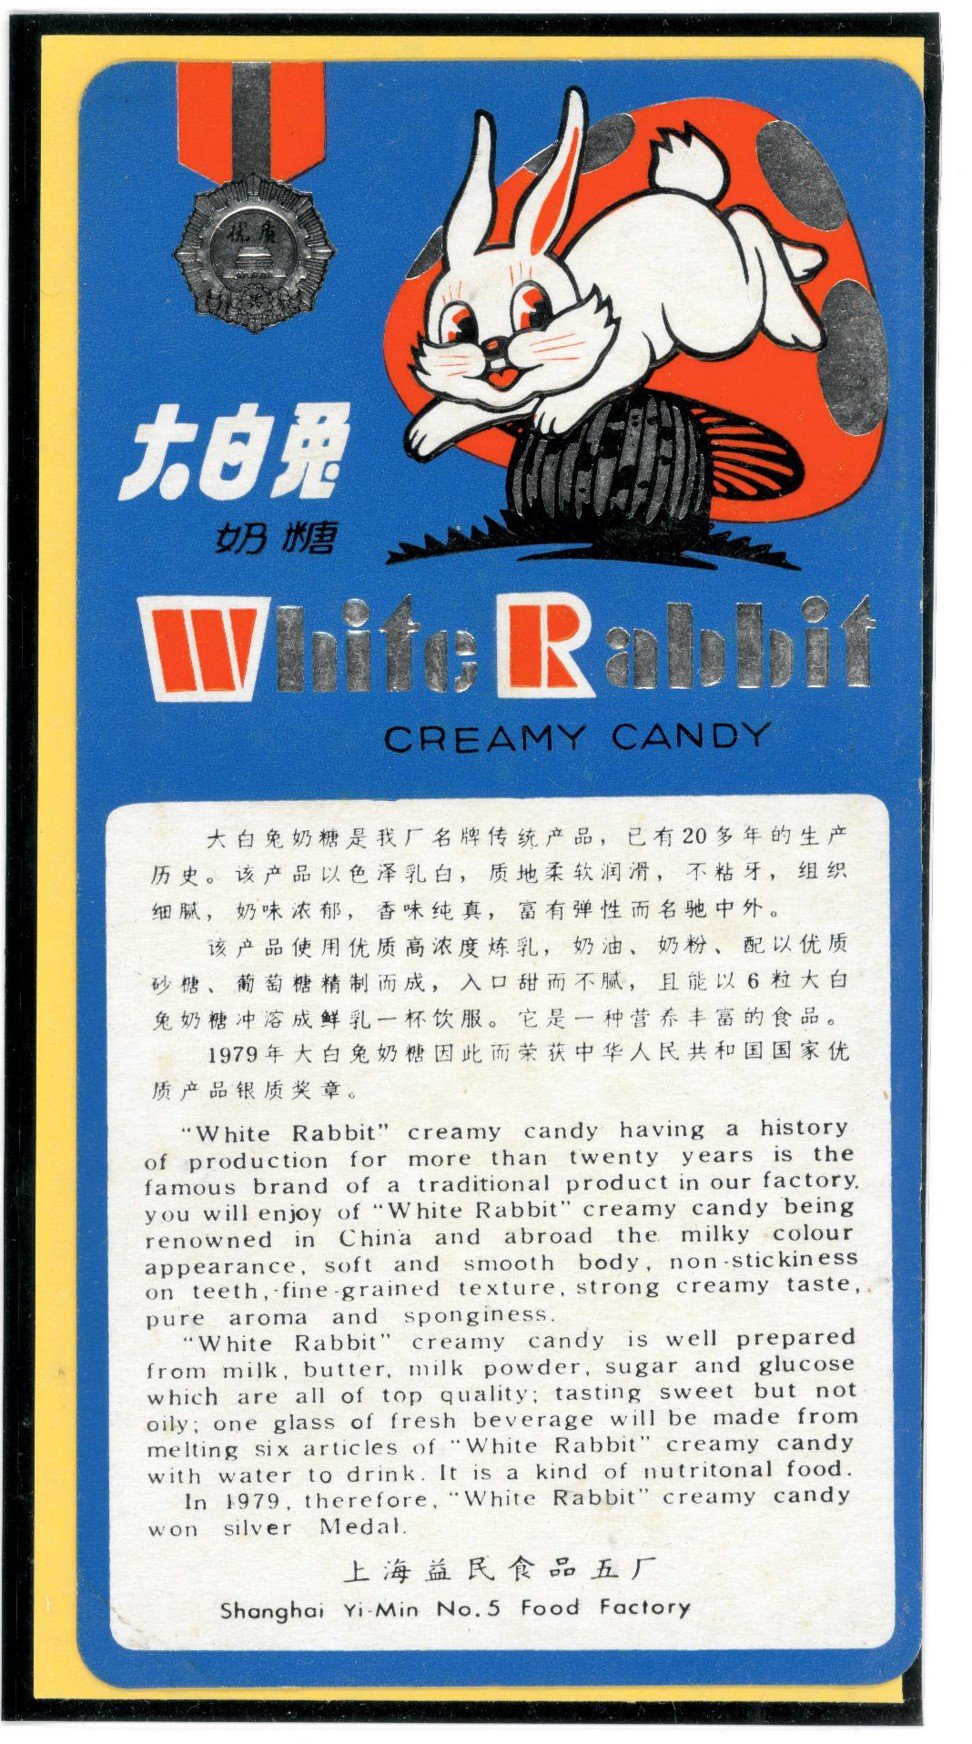 优质
奖
大白兔
奶糖
White Rabbit
CREAMY CANDY
大白兔奶糖是我厂名牌传统产品，已有20多年的生产
历史。该产品以色泽乳白，质地柔软润滑，不粘牙，组织
细腻，奶味浓郁，香味纯真，富有弹性而名驰中外。
该产品使用优质高浓度炼乳，奶油、奶粉、配以优质
砂糖、葡萄糖精制而成，入口甜而不腻，且能以6粒大白
兔奶糖冲溶成鲜乳一杯饮服。它是一种营养丰富的食品。
1979年大白兔奶糖因此而荣获中华人民共和国国家优
质产品银质奖章。
"White Rabbit" creamy candy having a history
of production for more than twenty years is the
famous brand of a traditional product in our factory.
you will enjoy of "White Rabbit" creamy candy being
renowned in China and abroad the milky colour
appearance, soft and smooth body, non-stickiness
on teeth, fine-grained texture, strong creamy taste,
pure aroma and sponginess.
"White Rabbit" creamy candy is well prepared
from milk, butter, milk powder, sugar and glucose
which are all of top quality; tasting sweet but not
oily; one glass of fresh beverage will be made from
melting six articles of "White Rabbit" creamy candy
with water to drink. It is a kind of nutritonal food.
In 1979, therefore, "White Rabbit" creamy candy
won silver Medal.
上海益民食品五厂
Shanghai Yi-Min No.5 Food Factory